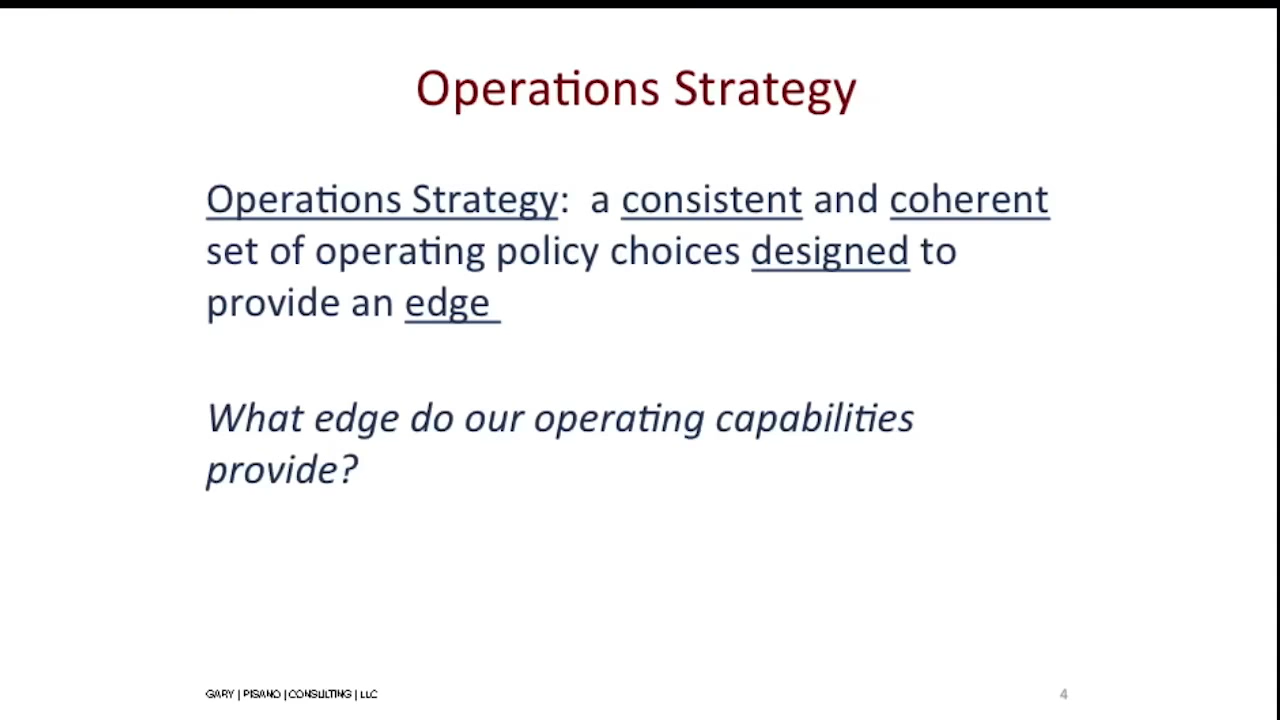 Operations Strategy
Operations Strategy: a consistent and coherent
set of operating policy choices designed to
provide an edge
What edge do our operating capabilities
provide?
GARY | PISANO | CONSULTING | LLC
4